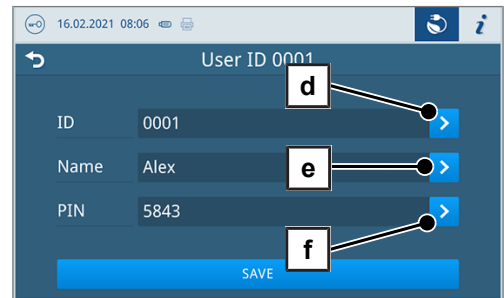 16.02.2021 08:06
i
User ID 0001
d
ID 0001
Name Alex
e
PIN 5843
f
SAVE